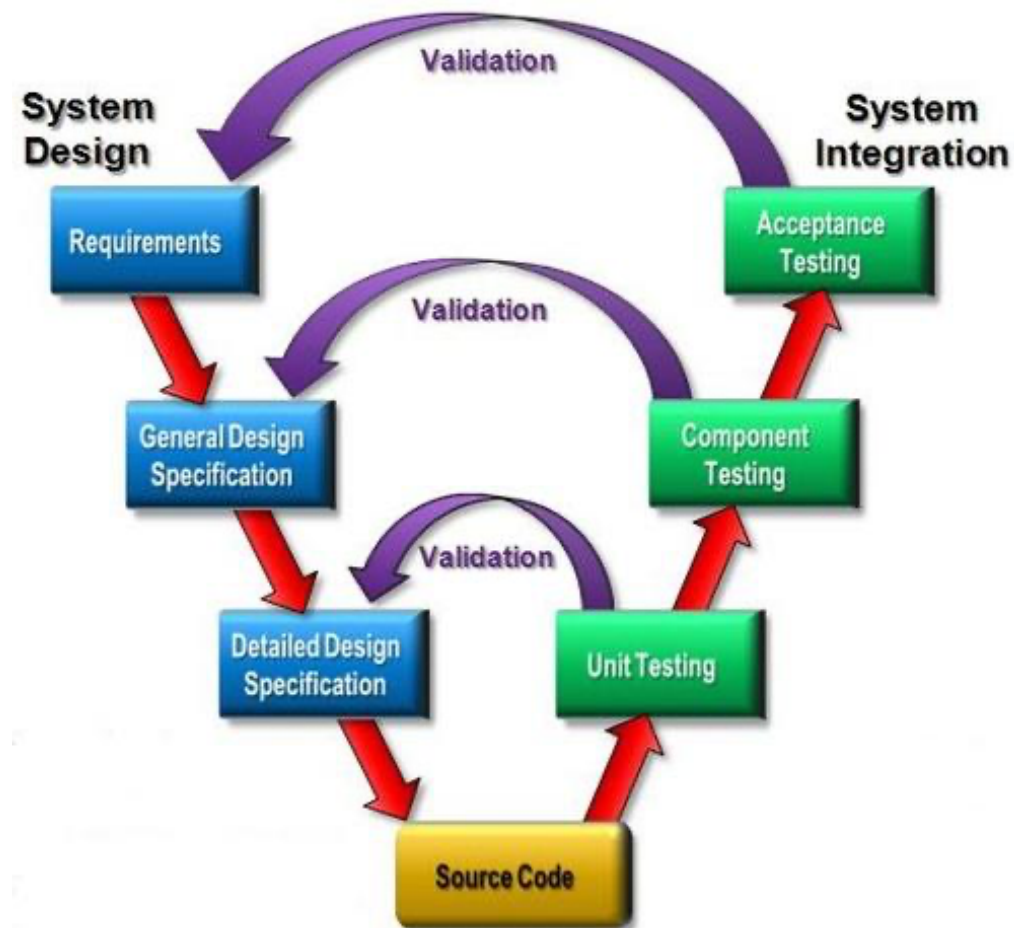 Validation
System
Design
System
Integration
Requirements
Acceptance
Testing
Validation
General Design
Specification
Component
Testing
Validation
Detailed Design
Specification
Unit Testing
Source Code